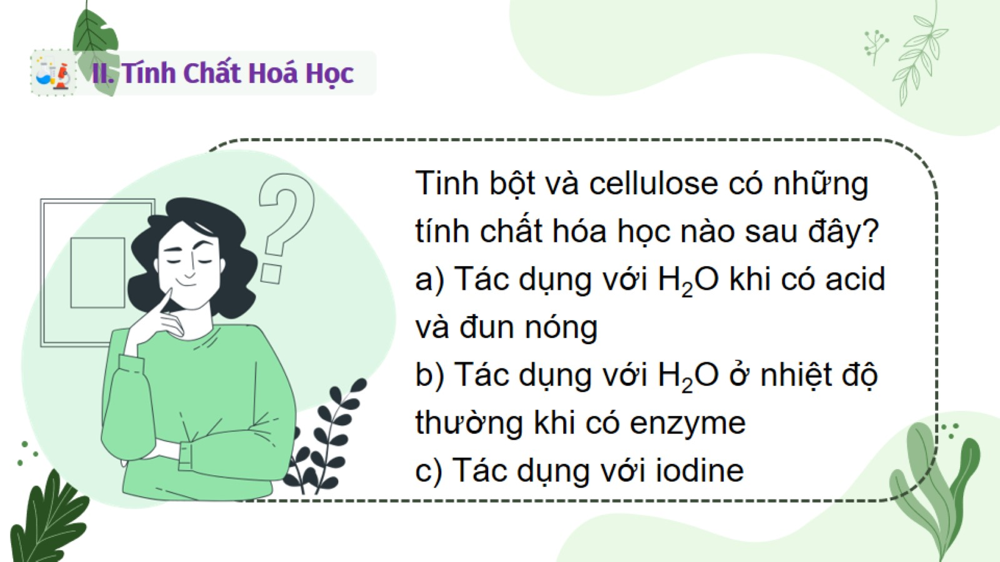 II. Tính Chất Hoá Học
Tinh bột và cellulose có những
tính chất hóa học nào sau đây?
a) Tác dụng với H₂O khi có acid
và đun nóng
b) Tác dụng với H₂O ở nhiệt độ
thường khi có enzyme
c) Tác dụng với iodine